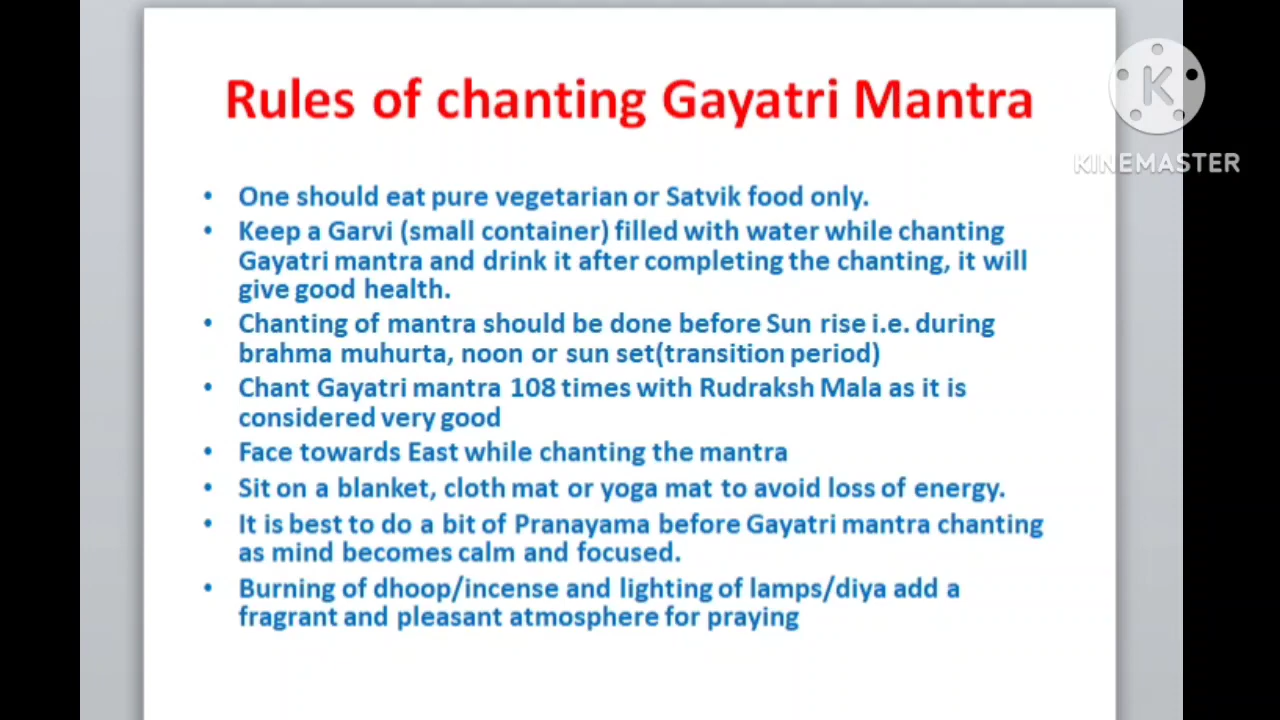 Rules of chanting Gayatri Mantra
K
KINEMASTER
• One should eat pure vegetarian or Satvik food only.
• Keep a Garvi (small container) filled with water while chanting
Gayatri mantra and drink it after completing the chanting, it will
give good health.
• Chanting of mantra should be done before Sun rise i.e. during
brahma muhurta, noon or sun set(transition period)
• Chant Gayatri mantra 108 times with Rudraksh Mala as it is
considered very good
• Face towards East while chanting the mantra
• Sit on a blanket, cloth mat or yoga mat to avoid loss of energy.
• It is best to do a bit of Pranayama before Gayatri mantra chanting
as mind becomes calm and focused.
• Burning of dhoop/incense and lighting of lamps/diya add a
fragrant and pleasant atmosphere for praying